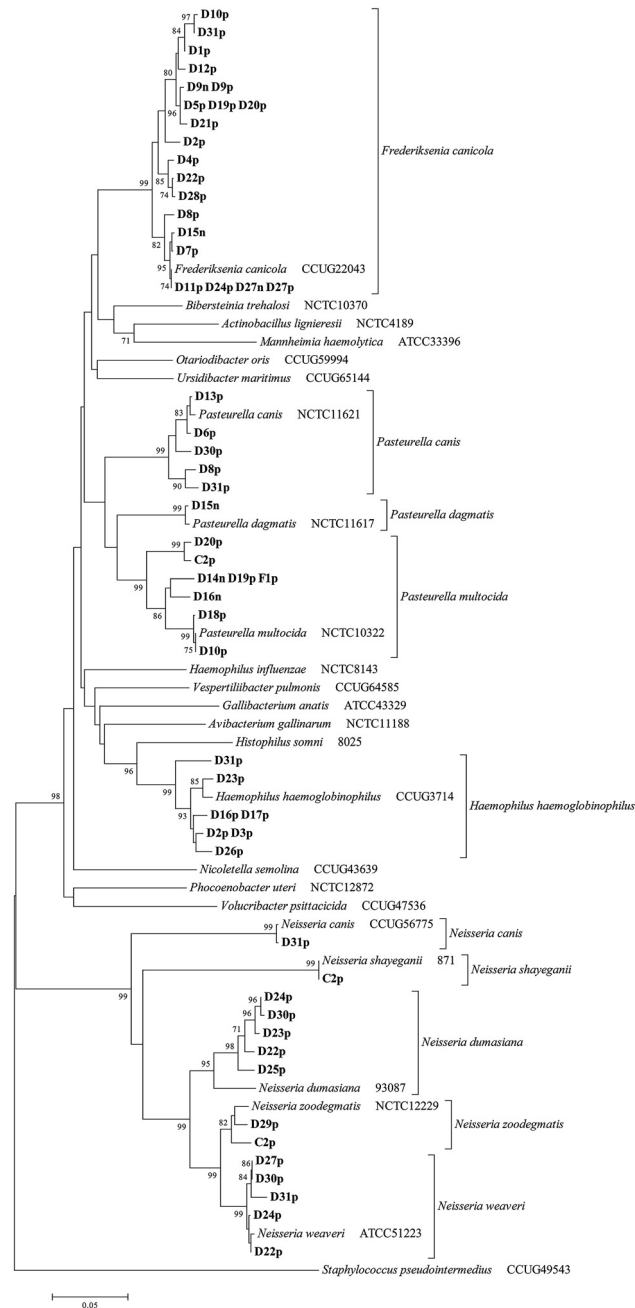 D10p
97
D31p
84
D1p
D12p
80
D9n D9p
D5p D19p D20p
96
D21p
D2p
Frederiksenia canicola
D4p
D22p
99
85
74
D28p
D8p
D15n
82
D7p
95
Frederiksenia canicola CCUG22043
74
D11p D24p D27n D27p
Bibersteinia trehalosi NCTC10370
Actinobacillus lignieresii NCTC4189
71
Mannheimia haemolytica ATCC33396
Otariodibacter oris CCUG59994
Ursidibacter maritimus CCUG65144
D13p
83
Pasteurella canis NCTC11621
D6p
Pasteurella canis
99
D30p
D8p
90
D31p
D15n
99
Pasteurella dagmatis
Pasteurella dagmatis NCTC11617
D20p
99
C2p
D14n D19p F1p
99
Pasteurella multocida
D16n
86
D18p
99
Pasteurella multocida NCTC10322
75
D10p
Haemophilus influenzae NCTC8143
Vespertiliibacter pulmonis CCUG64585
Gallibacterium anatis ATCC43329
Avibacterium gallinarum NCTC11188
Histophilus somni 8025
96
D31p
D23p
99
85
Haemophilus haemoglobinophilus CCUG3714
Haemophilus haemoglobinophilus
98
93
D16p D17p
D2p D3p
D26p
Nicoletella semolina CCUG43639
Phocoenobacter uteri NCTC12872
Volucribacter psittacicida CCUG47536
Neisseria canis CCUG56775
99
Neisseria canis
D31p
Neisseria shayeganii 871
99
Neisseria shayeganii
C2p
99
D24p
96
D30p
96
D23p
71
Neisseria dumasiana
D22p
98
D25p
95
Neisseria dumasiana 93087
Neisseria zoodegmatis NCTC12229
99
82
D29p
Neisseria zoodegmatis
C2p
D27p
86
99
D30p
84
D31p
Neisseria weaveri
D24p
99
Neisseria weaveri ATCC51223
D22p
Staphylococcus pseudointermedius CCUG49543
0.05